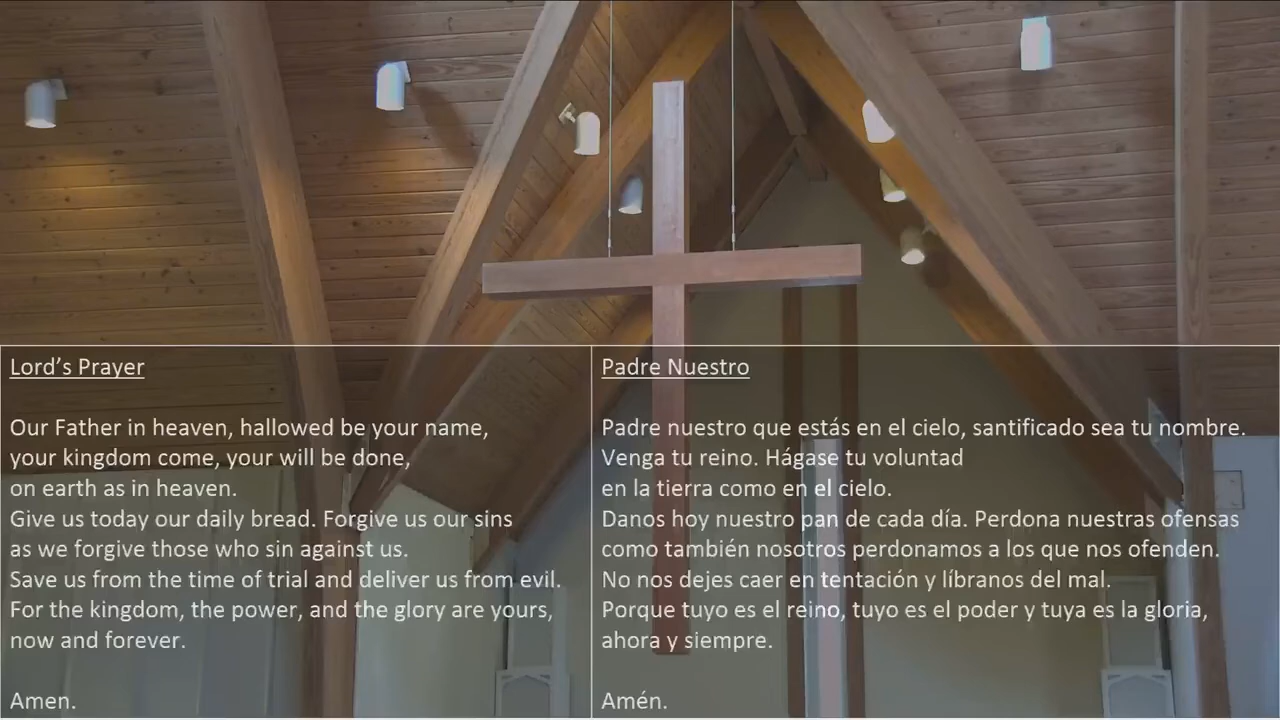 Lord’s Prayer
Our Father in heaven, hallowed be your name,
your kingdom come, your will be done,
on earth as in heaven.
Give us today our daily bread. Forgive us our sins
as we forgive those who sin against us.
Save us from the time of trial and deliver us from evil.
For the kingdom, the power, and the glory are yours,
now and forever.
Amen.
Padre Nuestro
Padre nuestro que estás en el cielo, santificado sea tu nombre.
Venga tu reino. Hágase tu voluntad
en la tierra como en el cielo.
Danos hoy nuestro pan de cada día. Perdona nuestras ofensas
como también nosotros perdonamos a los que nos ofenden.
No nos dejes caer en tentación y líbranos del mal.
Porque tuyo es el reino, tuyo es el poder y tuya es la gloria,
ahora y siempre.
Amén.